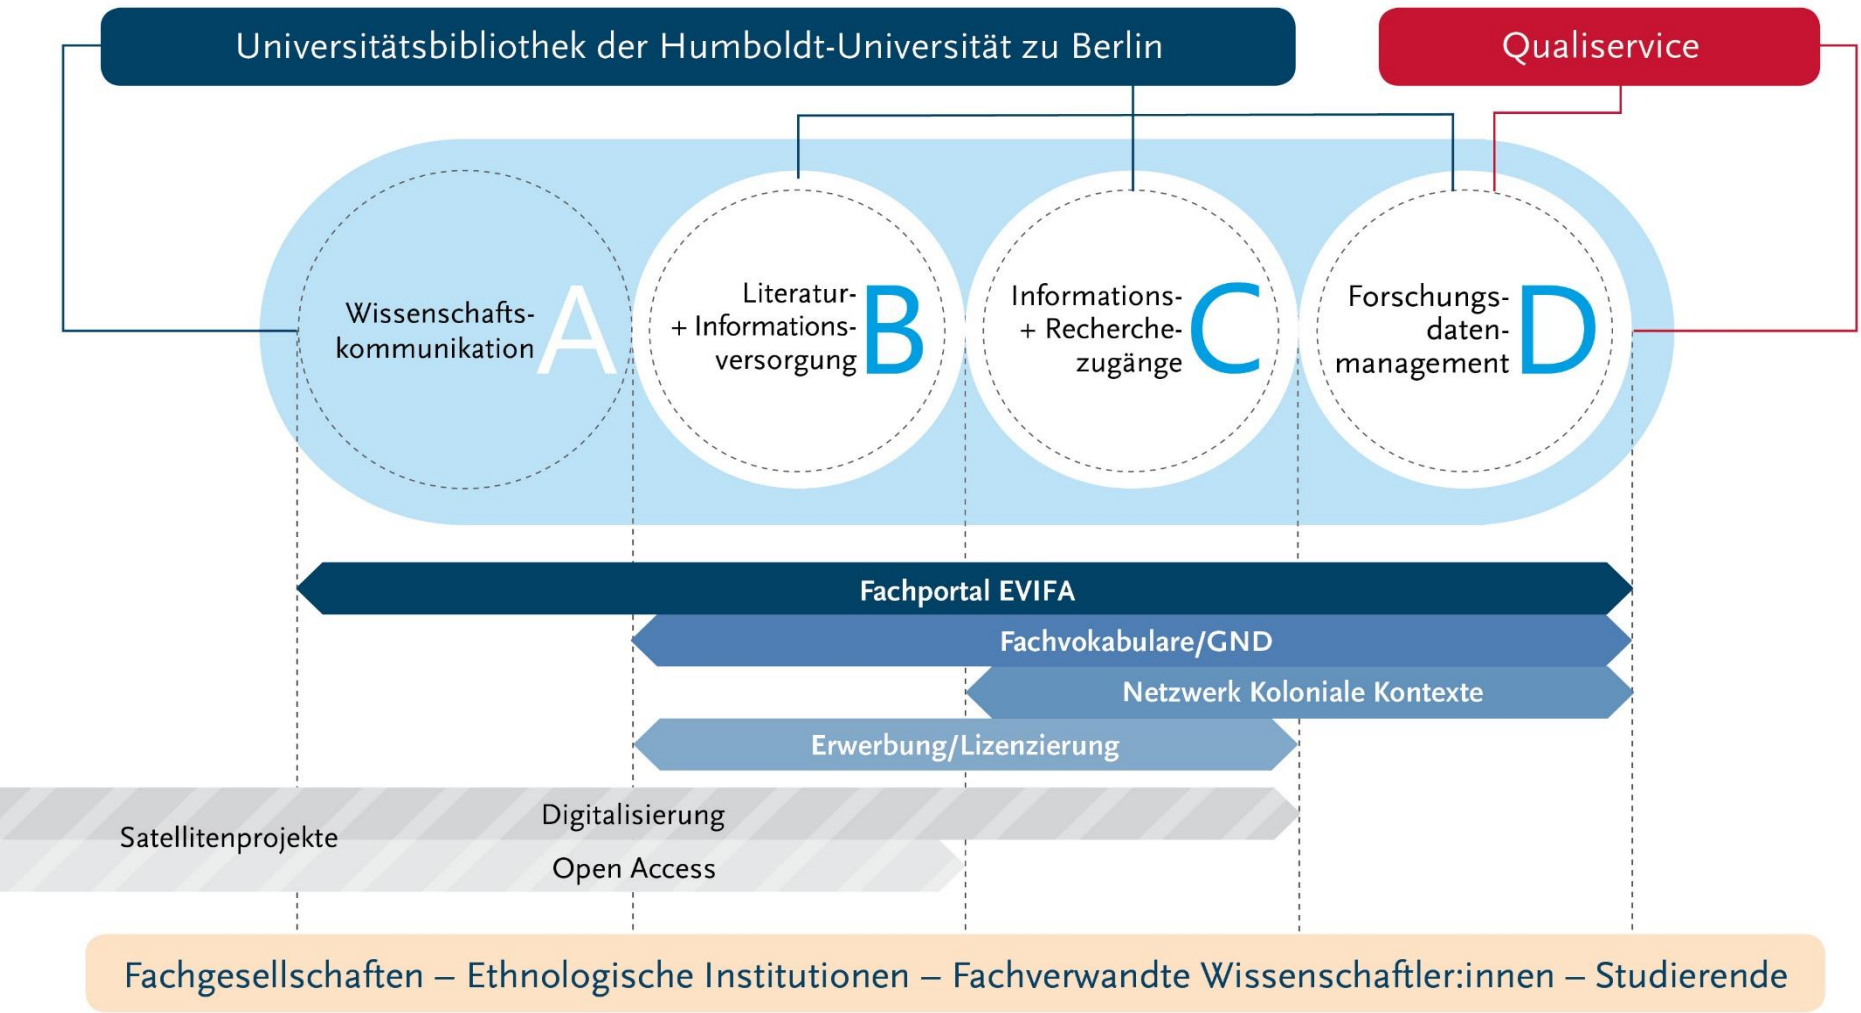 Universitätsbibliothek der Humboldt-Universität zu Berlin
Qualiservice
Wissenschafts-
kommunikation
A
Literatur-
+ Informations-
versorgung
B
Informations-
+ Recherche-
zugänge
C
Forschungs-
daten-
management
D
Fachportal EVIFA
Fachvokabulare/GND
Netzwerk Koloniale Kontexte
Erwerbung/Lizenzierung
Satellitenprojekte
Digitalisierung
Open Access
Fachgesellschaften – Ethnologische Institutionen – Fachverwandte Wissenschaftler:innen – Studierende